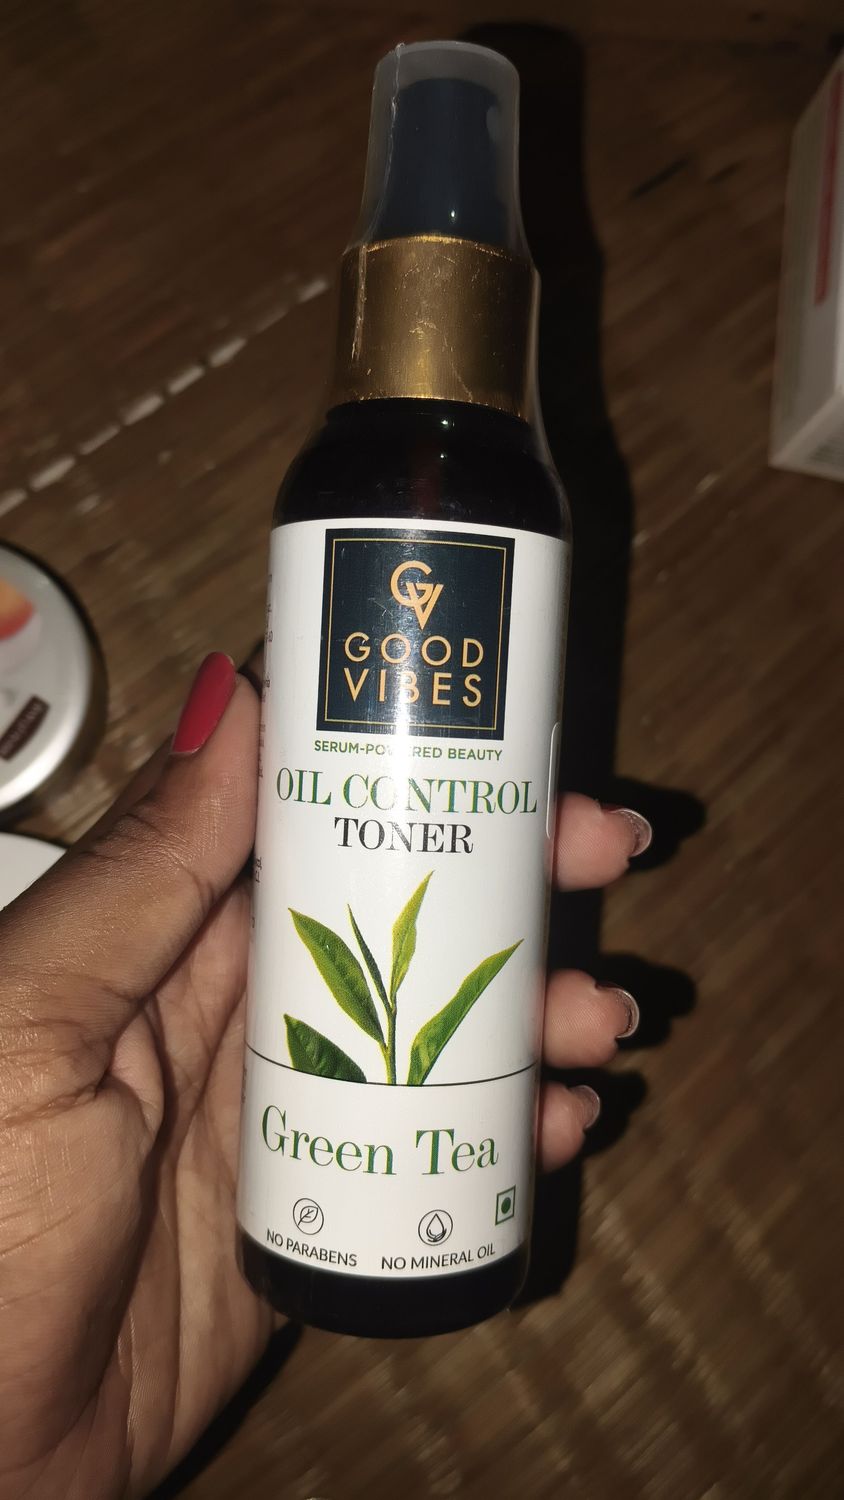 GV
GOOD
VIBES
SERUM-POWERED BEAUTY
OIL CONTROL
TONER
Green Tea
NO PARABENS
NO MINERAL OIL